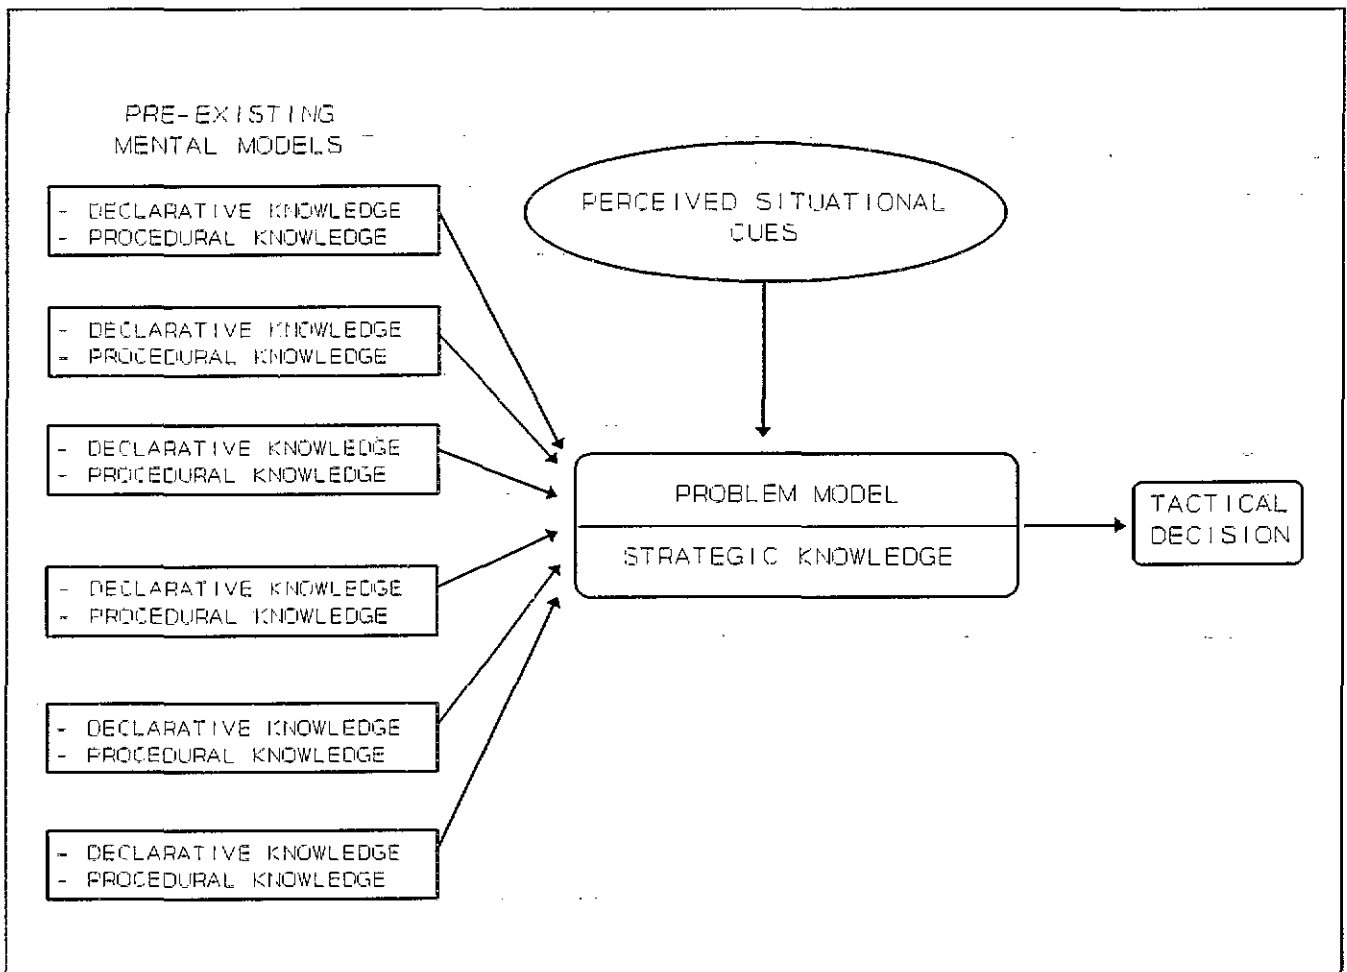 PRE-EXISTING
MENTAL MODELS
- DECLARATIVE KNOWLEDGE
- PROCEDURAL KNOWLEDGE
- DECLARATIVE KNOWLEDGE
- PROCEDURAL KNOWLEDGE
- DECLARATIVE KNOWLEDGE
- PROCEDURAL KNOWLEDGE
- DECLARATIVE KNOWLEDGE
- PROCEDURAL KNOWLEDGE
- DECLARATIVE KNOWLEDGE
- PROCEDURAL KNOWLEDGE
- DECLARATIVE KNOWLEDGE
- PROCEDURAL KNOWLEDGE
PERCEIVED SITUATIONAL
CUES
PROBLEM MODEL
STRATEGIC KNOWLEDGE
TACTICAL
DECISION